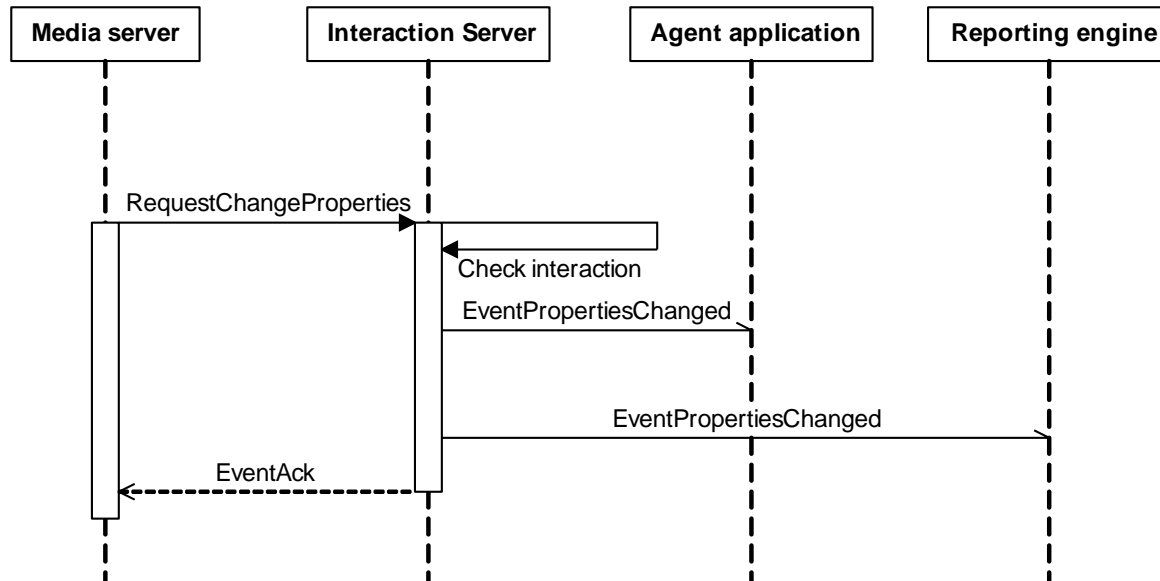 Media server
Interaction Server
Agent application
Reporting engine
RequestChangeProperties
Check interaction
EventPropertiesChanged
EventPropertiesChanged
EventAck